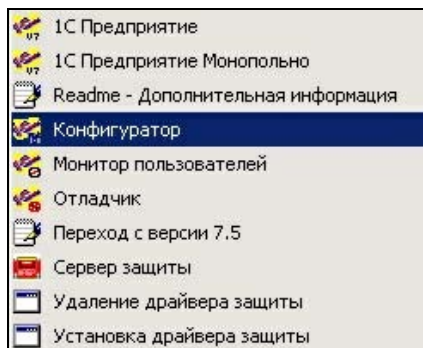 1С Предприятие
1С Предприятие Монопольно
Readme - Дополнительная информация
Конфигуратор
Монитор пользователей
Отладчик
Переход с версии 7.5
Сервер защиты
Удаление драйвера защиты
Установка драйвера защиты